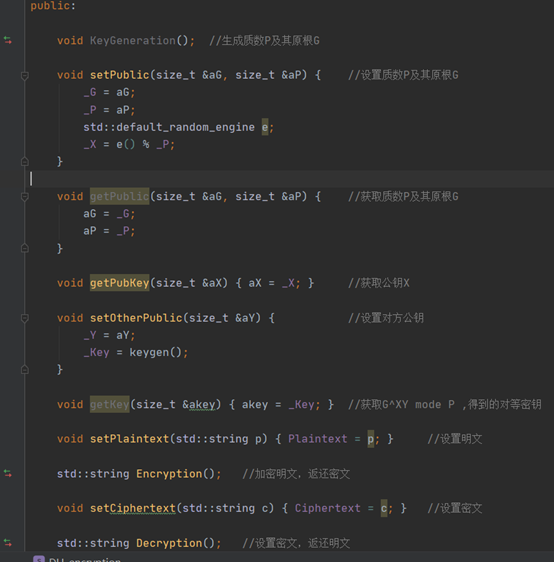 public:
void KeyGeneration();  //生成质数P及其原根G
void setPublic(size_t &aG, size_t &aP) {    //设置质数P及原根G
_G = aG;
_P = aP;
std::default_random_engine e;
_X = e() % _P;
}
void getPublic(size_t &aG, size_t &aP) {    //获取质数P及其原根G
aG = _G;
aP = _P;
}
void getPubKey(size_t &aX) { aX = _X; }     //获取公钥X
void setOtherPublic(size_t &aY) {           //设置对方公钥
_Y = aY;
_Key = keygen();
}
void getKey(size_t &akey) { akey = _Key; }  //获取G^XY mode P ,得到的对等密钥
void setPlaintext(std::string p) { Plaintext = p; }     //设置明文
std::string Encryption();   //加密明文，返还密文
void setCiphertext(std::string c) { Ciphertext = c; }   //设置密文
std::string Decryption();   //设置密文，返还明文
DH_encryption